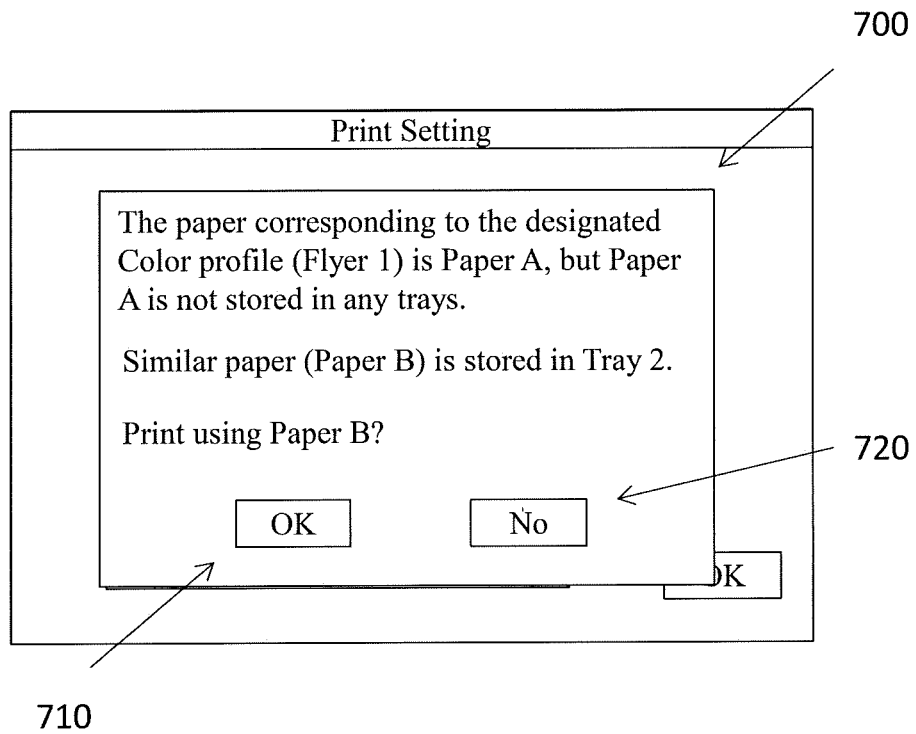 700
Print Setting
The paper corresponding to the designated
Color profile (Flyer 1) is Paper A, but Paper
A is not stored in any trays.
Similar paper (Paper B) is stored in Tray 2.
Print using Paper B?
720
OK
No
OK
710